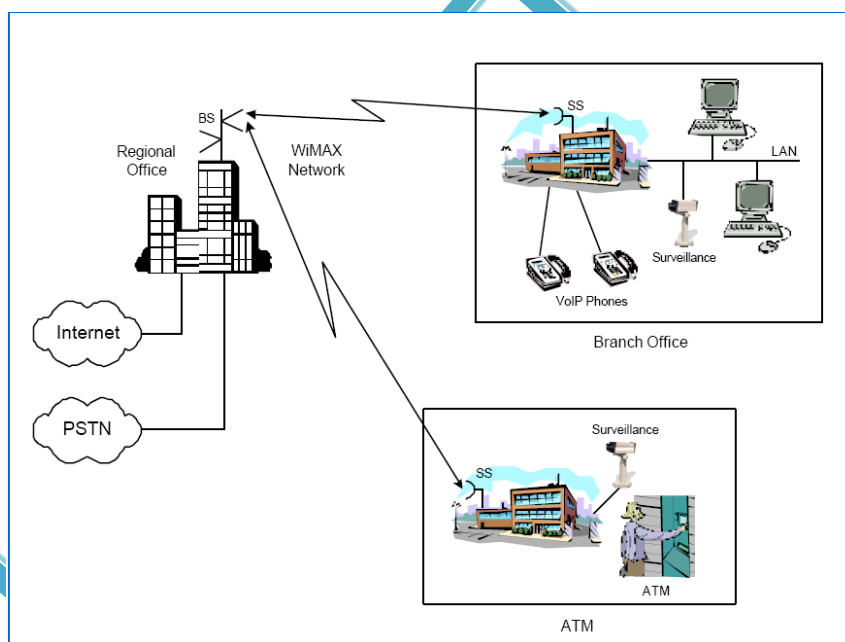 BS
Regional
Office
WiMAX
Network
Internet
PSTN
SS
LAN
Surveillance
VoIP Phones
Branch Office
SS
Surveillance
ATM
ATM